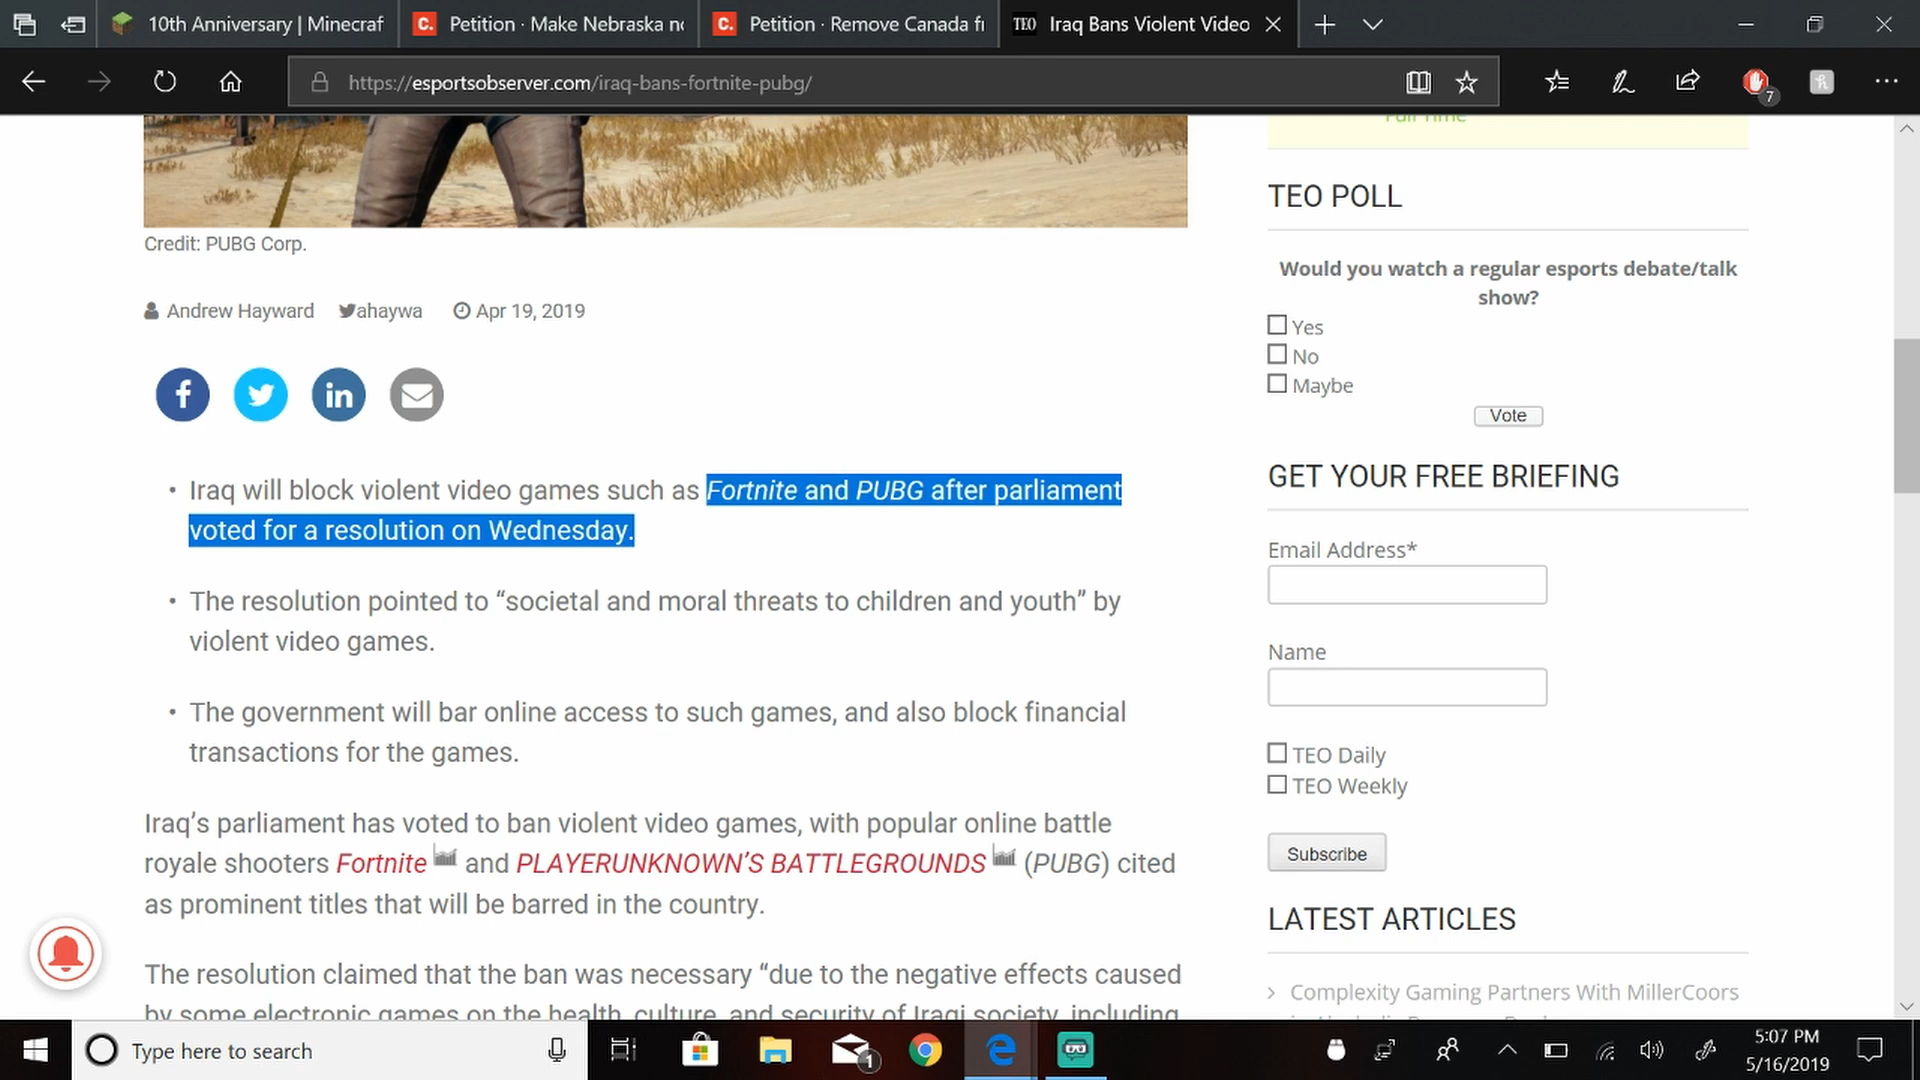 10th Anniversary | Minecraf
Petition · Make Nebraska no
Petition · Remove Canada fr
TEO Iraq Bans Violent Video
https://esportsobserver.com/iraq-bans-fortnite-pubg/
7
Full Time
Credit: PUBG Corp.
Andrew Hayward ahaywa Apr 19, 2019
• Iraq will block violent video games such as Fortnite and PUBG after parliament
voted for a resolution on Wednesday.
• The resolution pointed to “societal and moral threats to children and youth” by
violent video games.
• The government will bar online access to such games, and also block financial
transactions for the games.
Iraq’s parliament has voted to ban violent video games, with popular online battle
royale shooters Fortnite and PLAYERUNKNOWN’S BATTLEGROUNDS (PUBG) cited
as prominent titles that will be barred in the country.
The resolution claimed that the ban was necessary “due to the negative effects caused
by some electronic games on the health, culture, and security of Iraqi society, including
TEO POLL
Would you watch a regular esports debate/talk
show?
Yes
No
Maybe
Vote
GET YOUR FREE BRIEFING
Email Address*
Name
TEO Daily
TEO Weekly
Subscribe
LATEST ARTICLES
Complexity Gaming Partners With MillerCoors
Type here to search
1
5:07 PM
5/16/2019